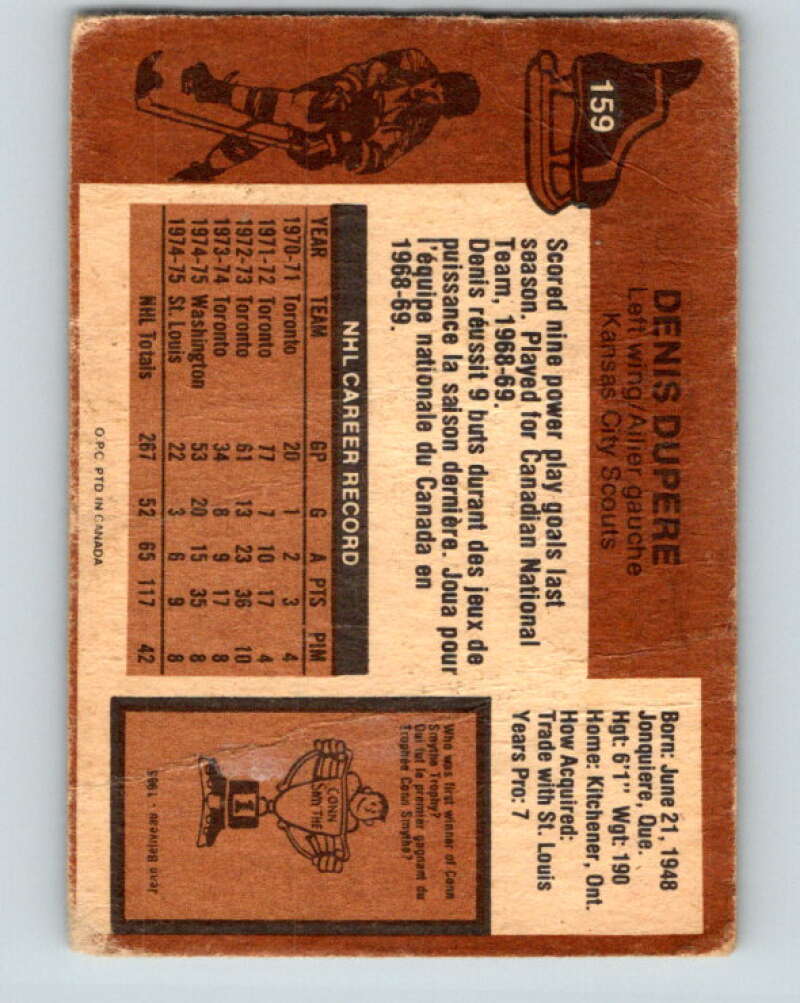 159
DENIS DUPERE
Left wing/Ailier gauche
Kansas City Scouts
Born: June 21, 1948
Jonquiere, Que.
Hgt: 6'1" Wgt: 190
Home: Kitchener, Ont.
How Acquired:
Trade with St. Louis
Years Pro: 7
Scored nine power play goals last
season. Played for Canadian National
Team, 1968-69.
Denis réussit 9 buts durant des jeux de
puissance la saison dernière. Joua pour
l'équipe nationale du Canada en
1968-69.
NHL CAREER RECORD
YEAR TEAM GP G A PTS PIM
1970-71 Toronto 20 1 2 3 4
1971-72 Toronto 77 7 10 17 4
1972-73 Toronto 61 13 23 36 10
1973-74 Toronto 34 8 9 17 8
1974-75 Washington 53 20 15 35 8
1974-75 St. Louis 22 3 6 9 8
NHL Totals 267 52 65 117 42
O.P.C. PTD IN CANADA
Who was first winner of Conn
Smythe Trophy?
Qui fut le premier gagnant du
Trophée Conn Smythe?
CONN
SMYTHE
1
Jean Beliveau - 1965